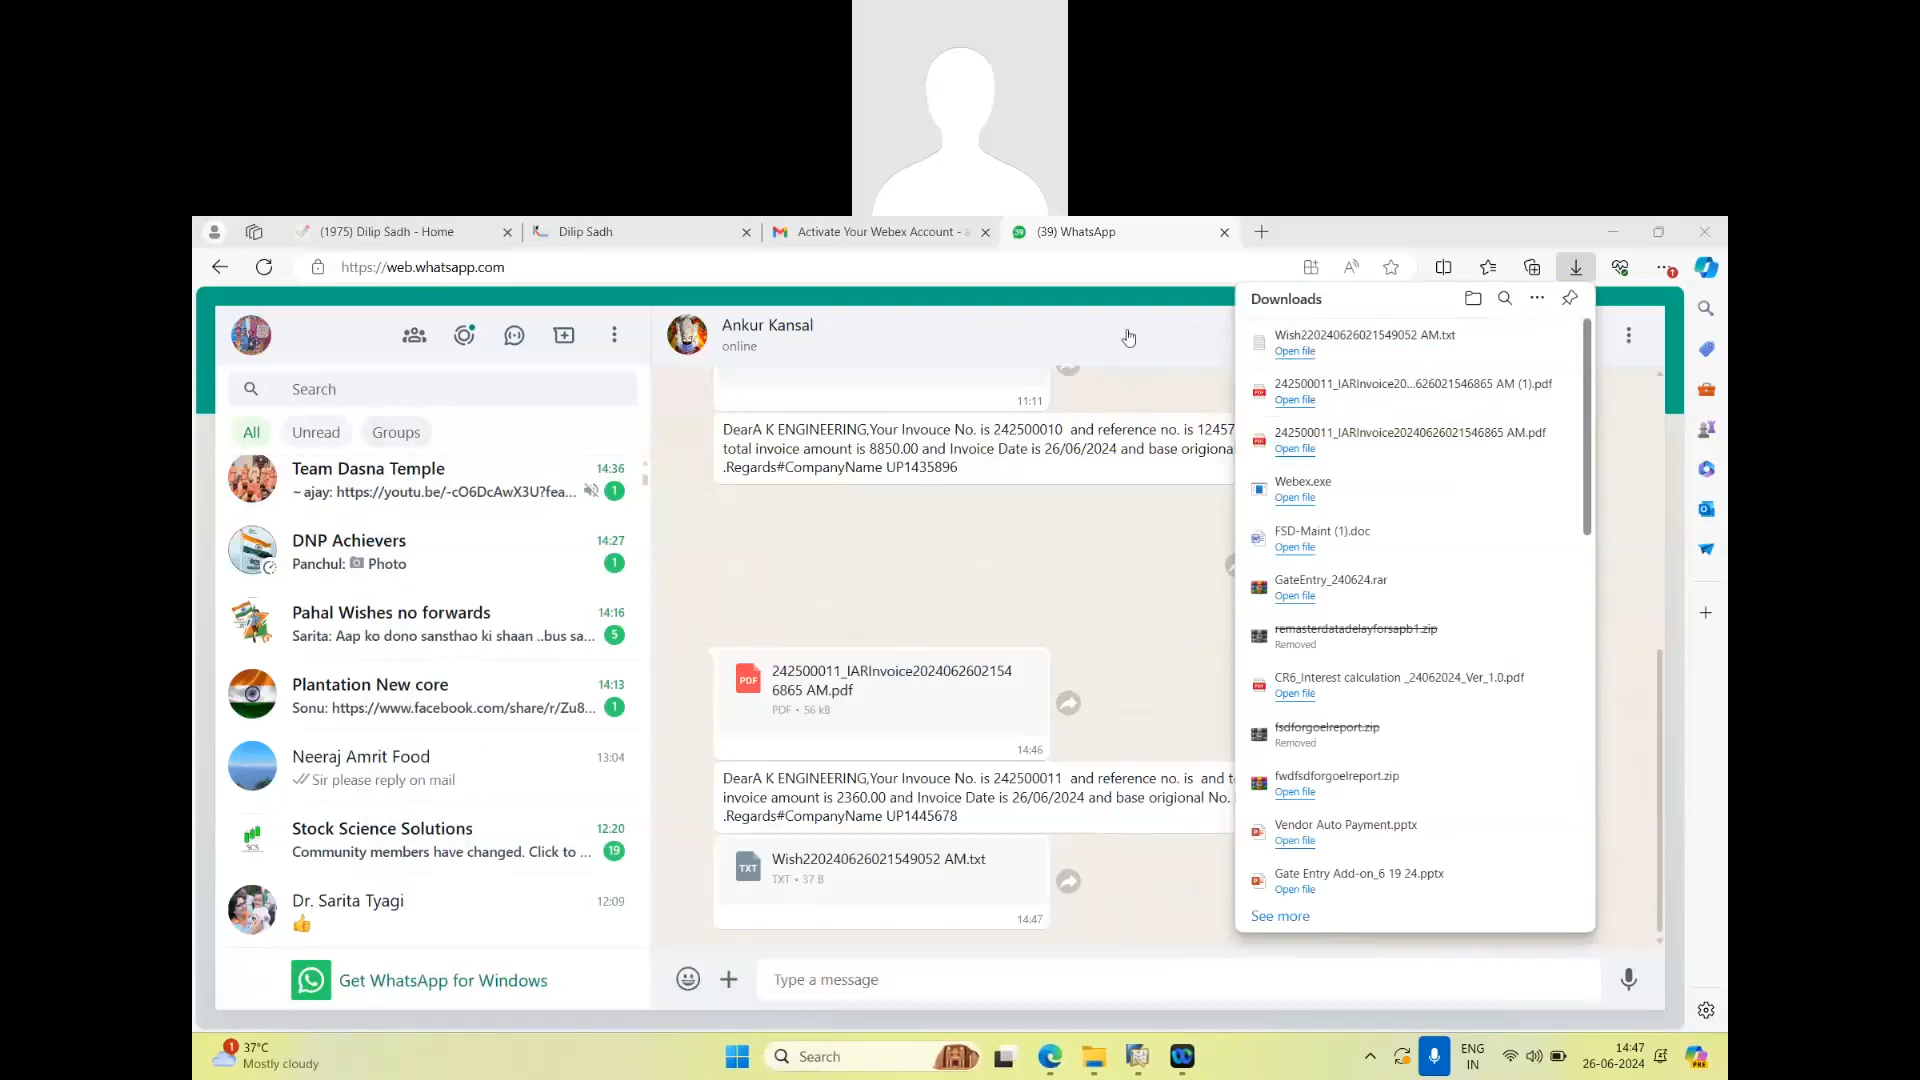 (1975) Dilip Sadh - Home
Dilip Sadh
Activate Your Webex Account -
(39) WhatsApp
https://web.whatsapp.com
Ankur Kansal
online
Search
All
Unread
Groups
Team Dasna Temple
14:36
~ ajay: https://youtu.be/-cO6DcAwX3U?fea...
1
DNP Achievers
14:27
Panchul: Photo
1
Pahal Wishes no forwards
14:16
Sarita: Aap ko dono sansthao ki shaan ..bus sa...
5
Plantation New core
14:13
Sonu: https://www.facebook.com/share/r/Zu8...
1
Neeraj Amrit Food
13:04
Sir please reply on mail
Stock Science Solutions
12:20
Community members have changed. Click to ...
19
Dr. Sarita Tyagi
12:09
Get WhatsApp for Windows
11:11
DearA K ENGINEERING,Your Invouce No. is 242500010 and reference no. is 12457
total invoice amount is 8850.00 and Invoice Date is 26/06/2024 and base origional
.Regards#CompanyName UP1435896
PDF
242500011_IARInvoice2024062602154
6865 AM.pdf
PDF • 56 kB
14:46
DearA K ENGINEERING,Your Invouce No. is 242500011 and reference no. is and t
invoice amount is 2360.00 and Invoice Date is 26/06/2024 and base origional No.
.Regards#CompanyName UP1445678
TXT
Wish220240626021549052 AM.txt
TXT • 37 B
14:47
Type a message
Downloads
Wish220240626021549052 AM.txt
Open file
242500011_IARInvoice20...626021546865 AM (1).pdf
Open file
242500011_IARInvoice20240626021546865 AM.pdf
Open file
Webex.exe
Open file
FSD-Maint (1).doc
Open file
GateEntry_240624.rar
Open file
remasterdatadelayforsapb1.zip
Removed
CR6_Interest calculation _24062024_Ver_1.0.pdf
Open file
fsdforgoelreport.zip
Removed
fwdfsdforgoelreport.zip
Open file
Vendor Auto Payment.pptx
Open file
Gate Entry Add-on_6 19 24.pptx
Open file
See more
1
37°C
Mostly cloudy
Search
ENG
IN
14:47
26-06-2024